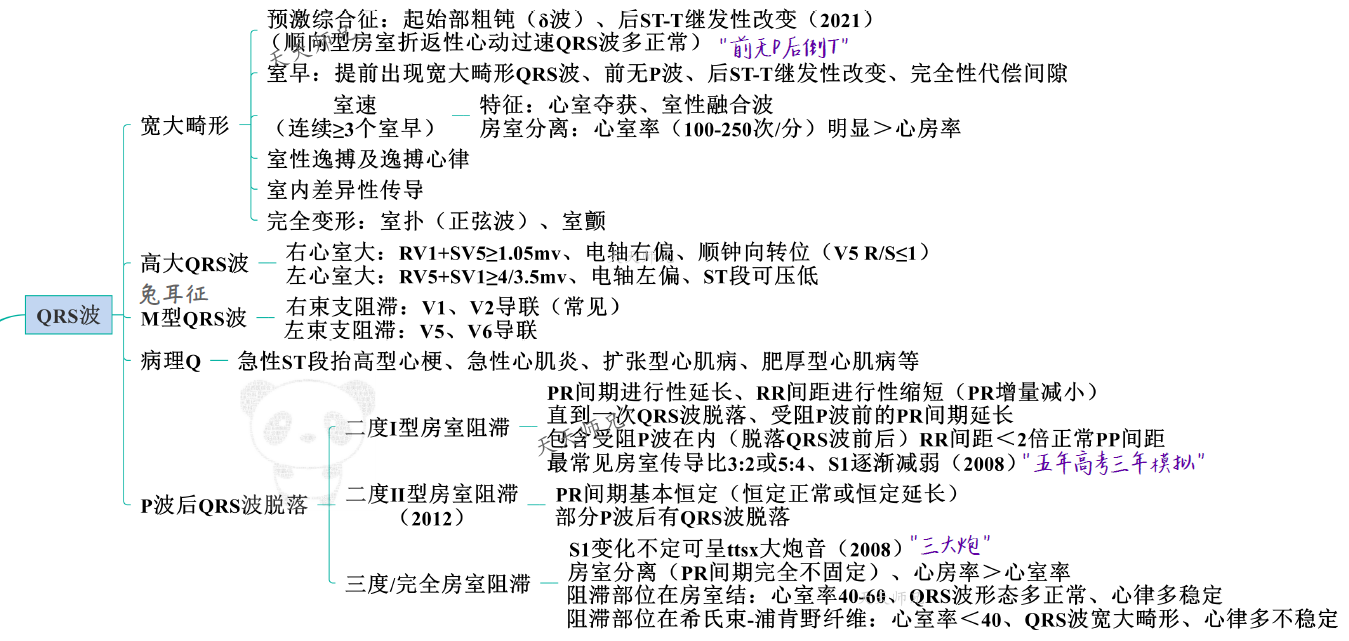 预激综合征：起始部粗钝（δ波）、后ST-T继发性改变（2021）
（顺向型房室折返性心动过速QRS波多正常）"前无P后倒T"
室早：提前出现宽大畸形QRS波、前无P波、后ST-T继发性改变、完全性代偿间隙
宽大畸形
室速
（连续≥3个室早）
特征：心室夺获、室性融合波
房室分离：心室率（100-250次/分）明显＞心房率
室性逸搏及逸搏心律
室内差异性传导
完全变形：室扑（正弦波）、室颤
高大QRS波
右心室大：RV1+SV5≥1.05mv、电轴右偏、顺钟向转位（V5 R/S≤1）
左心室大：RV5+SV1≥4/3.5mv、电轴左偏、ST段可压低
QRS波
兔耳征
M型QRS波
右束支阻滞：V1、V2导联（常见）
左束支阻滞：V5、V6导联
病理Q
急性ST段抬高型心梗、急性心肌炎、扩张型心肌病、肥厚型心肌病等
P波后QRS波脱落
二度I型房室阻滞
PR间期进行性延长、RR间距进行性缩短（PR增量减小）
直到一次QRS波脱落、受阻P波前的PR间期延长
包含受阻P波在内（脱落QRS波前后）RR间距＜2倍正常PP间距
最常见房室传导比3:2或5:4、S1逐渐减弱（2008）"五年高考三年模拟"
二度II型房室阻滞
（2012）
PR间期基本恒定（恒定正常或恒定延长）
部分P波后有QRS波脱落
三度/完全房室阻滞
S1变化不定可呈ttsx大炮音（2008）"三大炮"
房室分离（PR间期完全不固定）、心房率＞心室率
阻滞部位在房室结：心室率40-60、QRS波形态多正常、心律多稳定
阻滞部位在希氏束-浦肯野纤维：心室率＜40、QRS波宽大畸形、心律多不稳定
天天师兄
天天师兄